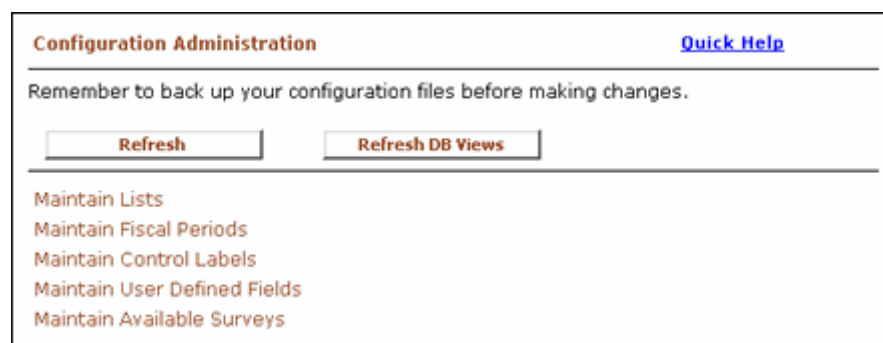 Configuration Administration Quick Help
Remember to back up your configuration files before making changes.
Refresh Refresh DB Views
Maintain Lists
Maintain Fiscal Periods
Maintain Control Labels
Maintain User Defined Fields
Maintain Available Surveys